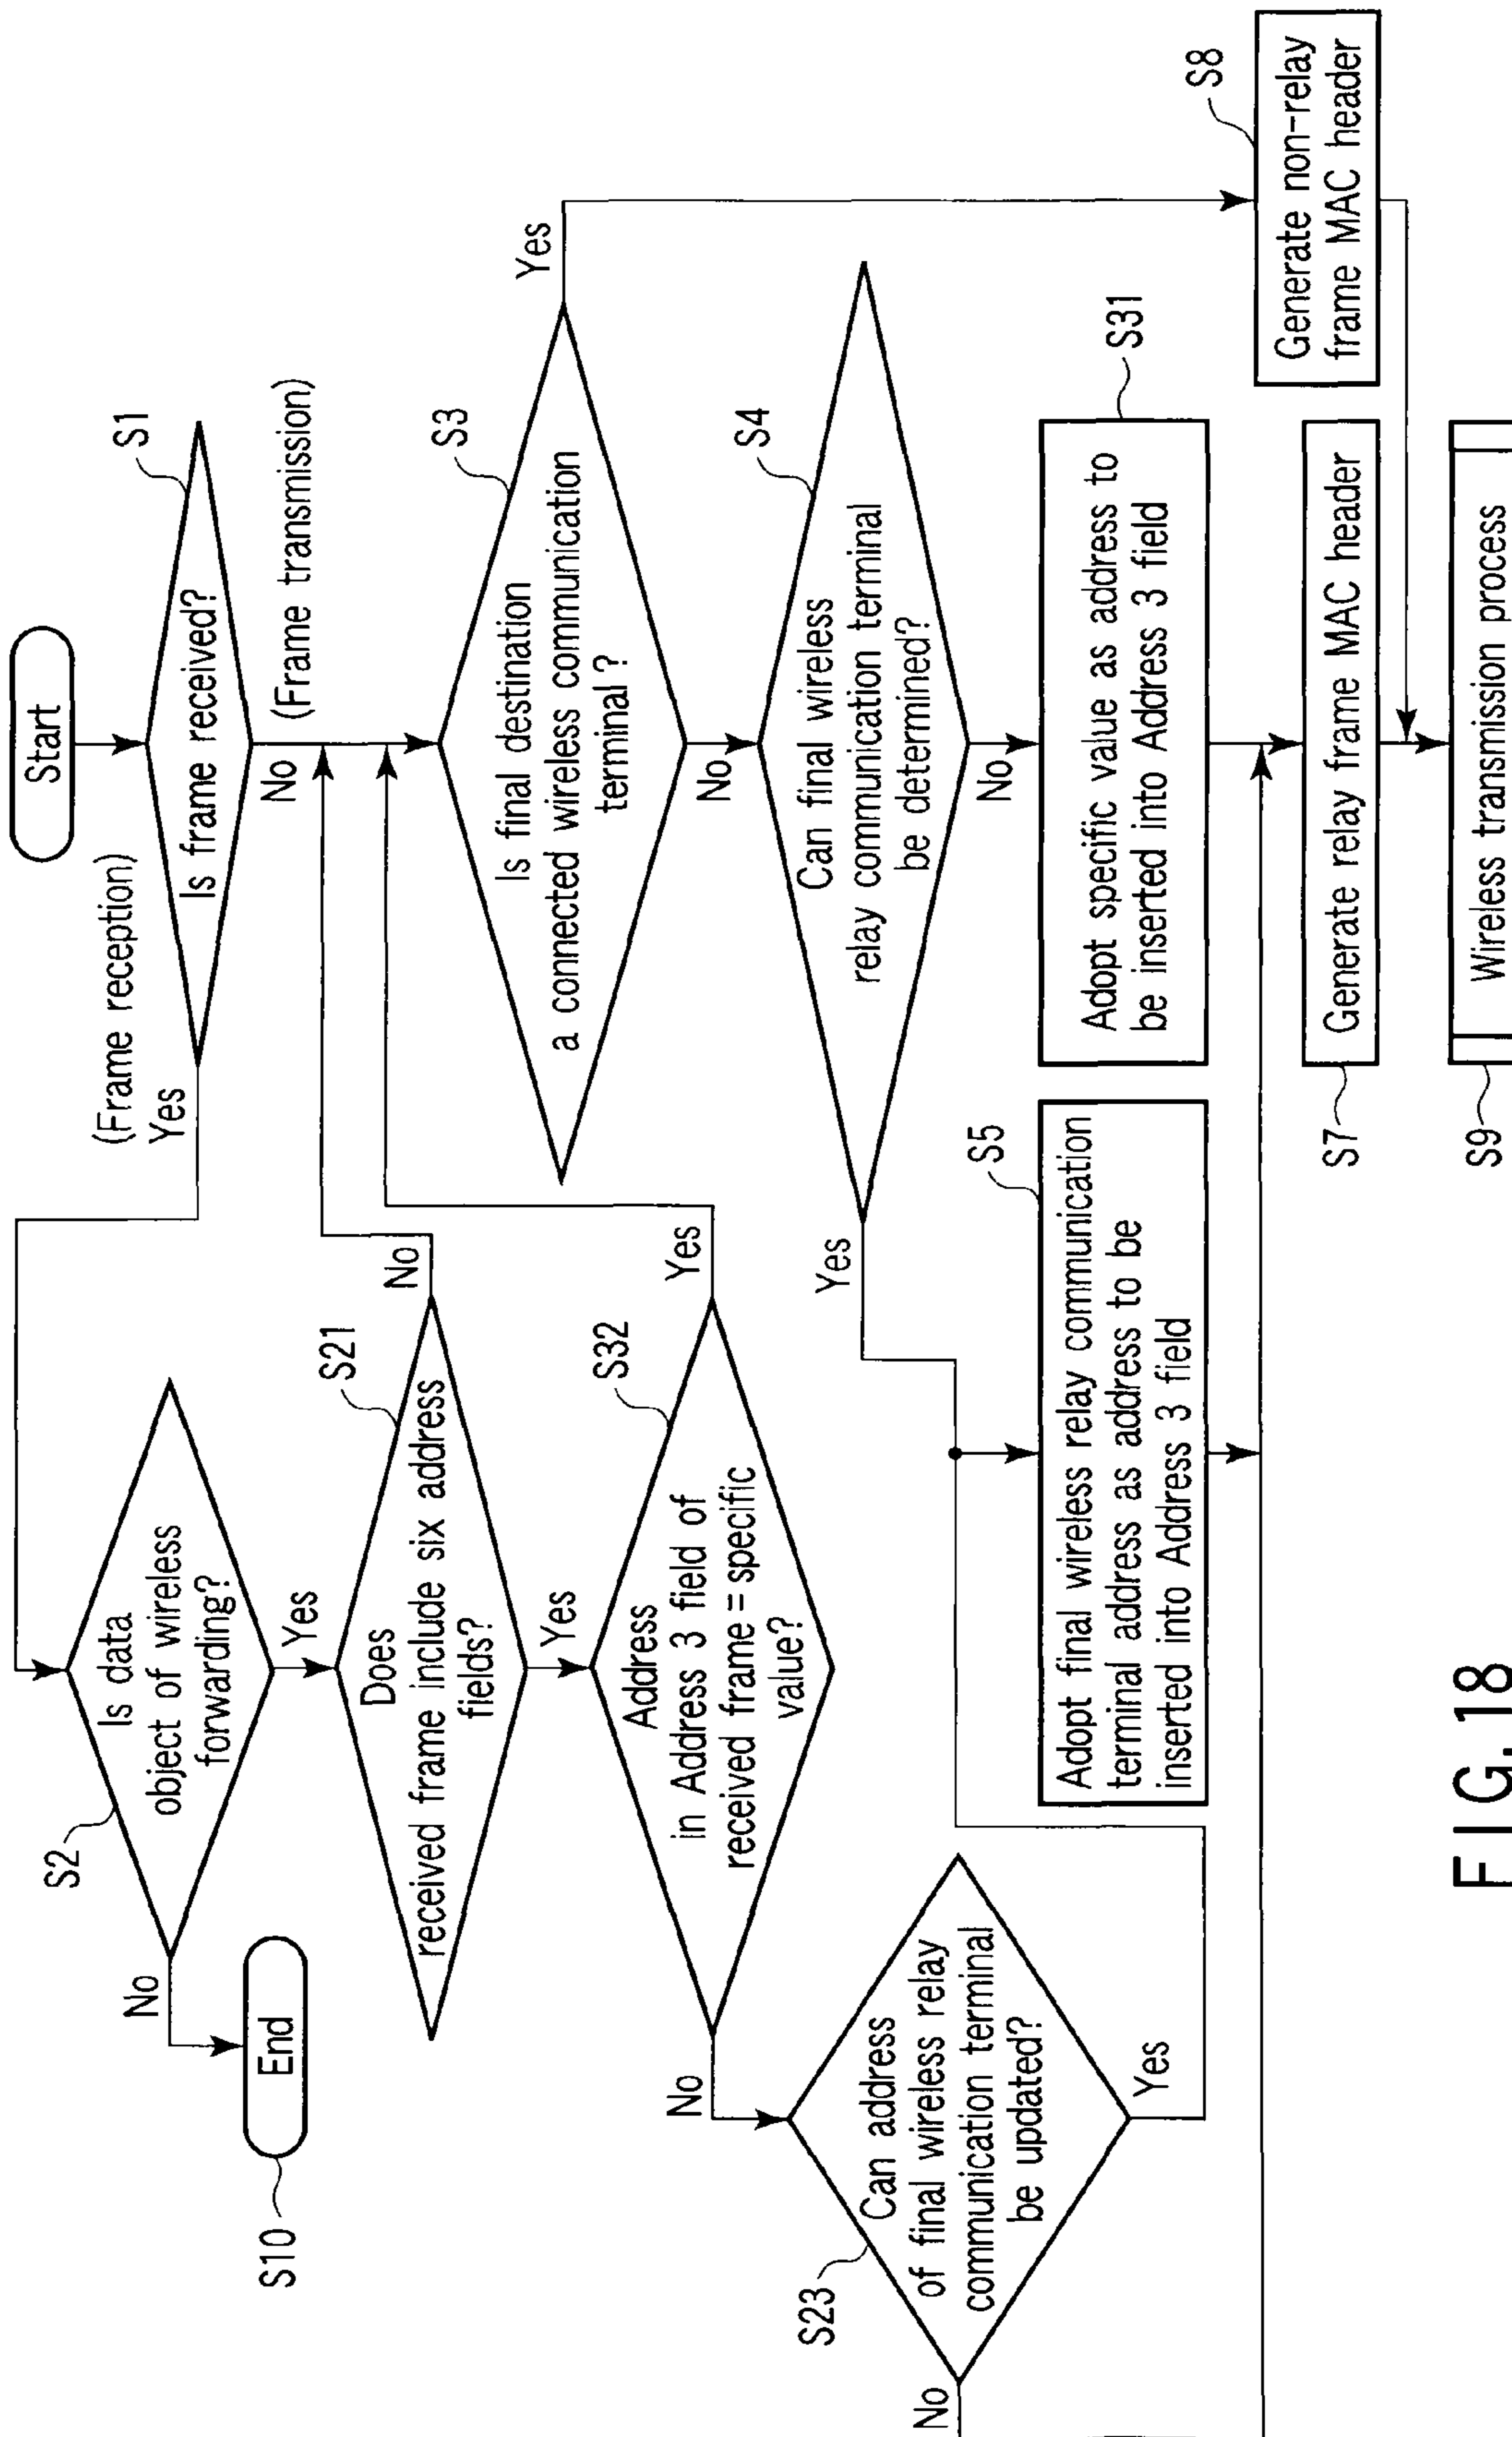 Start
S1
Is frame received?
(Frame reception)
Yes
No
(Frame transmission)
S2
Is data
object of wireless
forwarding?
No
Yes
End
S10
S21
Does
received frame include six address
fields?
No
Yes
S32
Address
in Address 3 field of
received frame = specific
value?
Yes
No
S23
Can address
of final wireless relay
communication terminal
be updated?
Yes
No
S3
Is final destination
a connected wireless communication
terminal?
Yes
No
S4
Can final wireless
relay communication terminal
be determined?
Yes
No
S5
Adopt final wireless relay communication
terminal address as address to be
inserted into Address 3 field
S31
Adopt specific value as address to
be inserted into Address 3 field
S8
Generate non-relay
frame MAC header
S7
Generate relay frame MAC header
S9
Wireless transmission process
FIG. 18